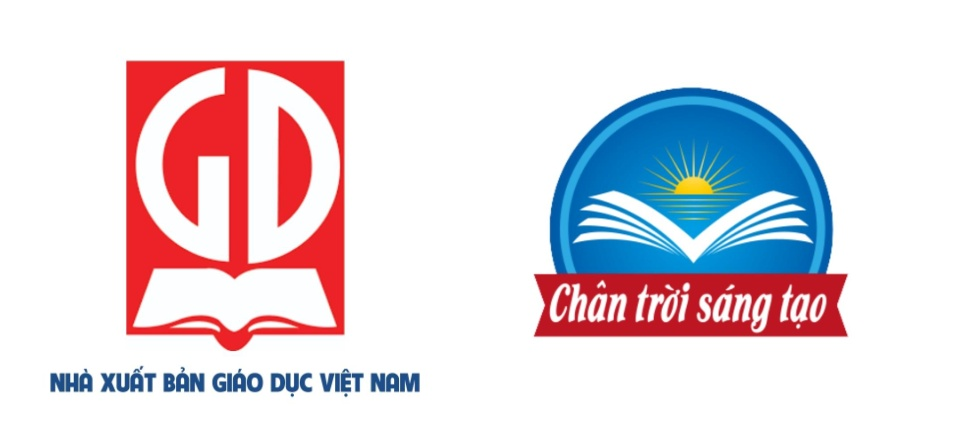 GD
NHÀ XUẤT BẢN GIÁO DỤC VIỆT NAM
Chân trời sáng tạo